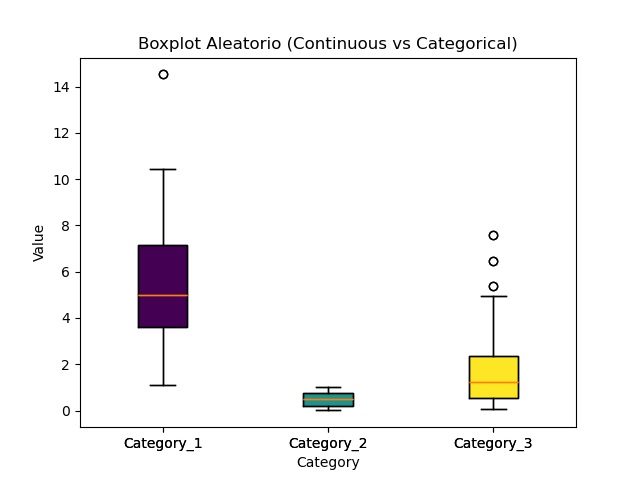 Boxplot Aleatorio (Continuous vs Categorical)
14
12
10
8
6
4
2
0
Value
Category_1
Category_2
Category_3
Category